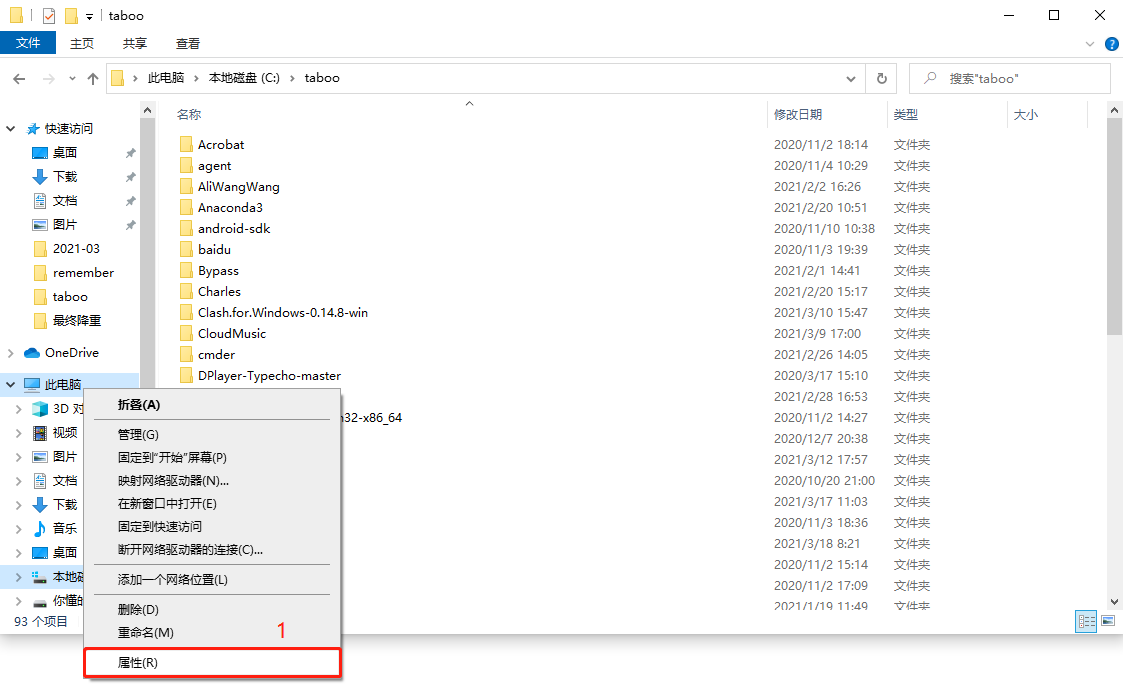 taboo
文件 主页 共享 查看
此电脑 本地磁盘 (C:) taboo 搜索"taboo"
快速访问
桌面
下载
文档
图片
2021-03
remember
taboo
最终降重
OneDrive
此电脑
3D 对
视频
图片
文档
下载
音乐
桌面
本地磁
你懂的
93 个项目
名称 修改日期 类型 大小
Acrobat 2020/11/2 18:14 文件夹
agent 2020/11/4 10:29 文件夹
AliWangWang 2021/2/2 16:26 文件夹
Anaconda3 2021/2/20 10:51 文件夹
android-sdk 2020/11/10 10:38 文件夹
baidu 2020/11/3 19:39 文件夹
Bypass 2021/2/1 14:41 文件夹
Charles 2021/2/20 15:17 文件夹
Clash.for.Windows-0.14.8-win 2021/3/10 15:47 文件夹
CloudMusic 2021/3/9 17:00 文件夹
cmder 2021/2/26 14:05 文件夹
DPlayer-Typecho-master 2020/3/17 15:10 文件夹
2021/2/28 16:53 文件夹
n32-x86_64 2020/11/2 14:27 文件夹
2020/12/7 20:38 文件夹
2021/3/12 17:57 文件夹
2020/10/20 21:00 文件夹
2021/3/17 11:03 文件夹
2020/11/3 18:36 文件夹
2021/3/18 8:21 文件夹
2020/11/2 15:14 文件夹
2020/11/2 17:09 文件夹
2021/1/19 11:49 文件夹
折叠(A)
管理(G)
固定到"开始"屏幕(P)
映射网络驱动器(N)...
在新窗口中打开(E)
固定到快速访问
断开网络驱动器的连接(C)...
添加一个网络位置(L)
删除(D)
重命名(M)
1
属性(R)